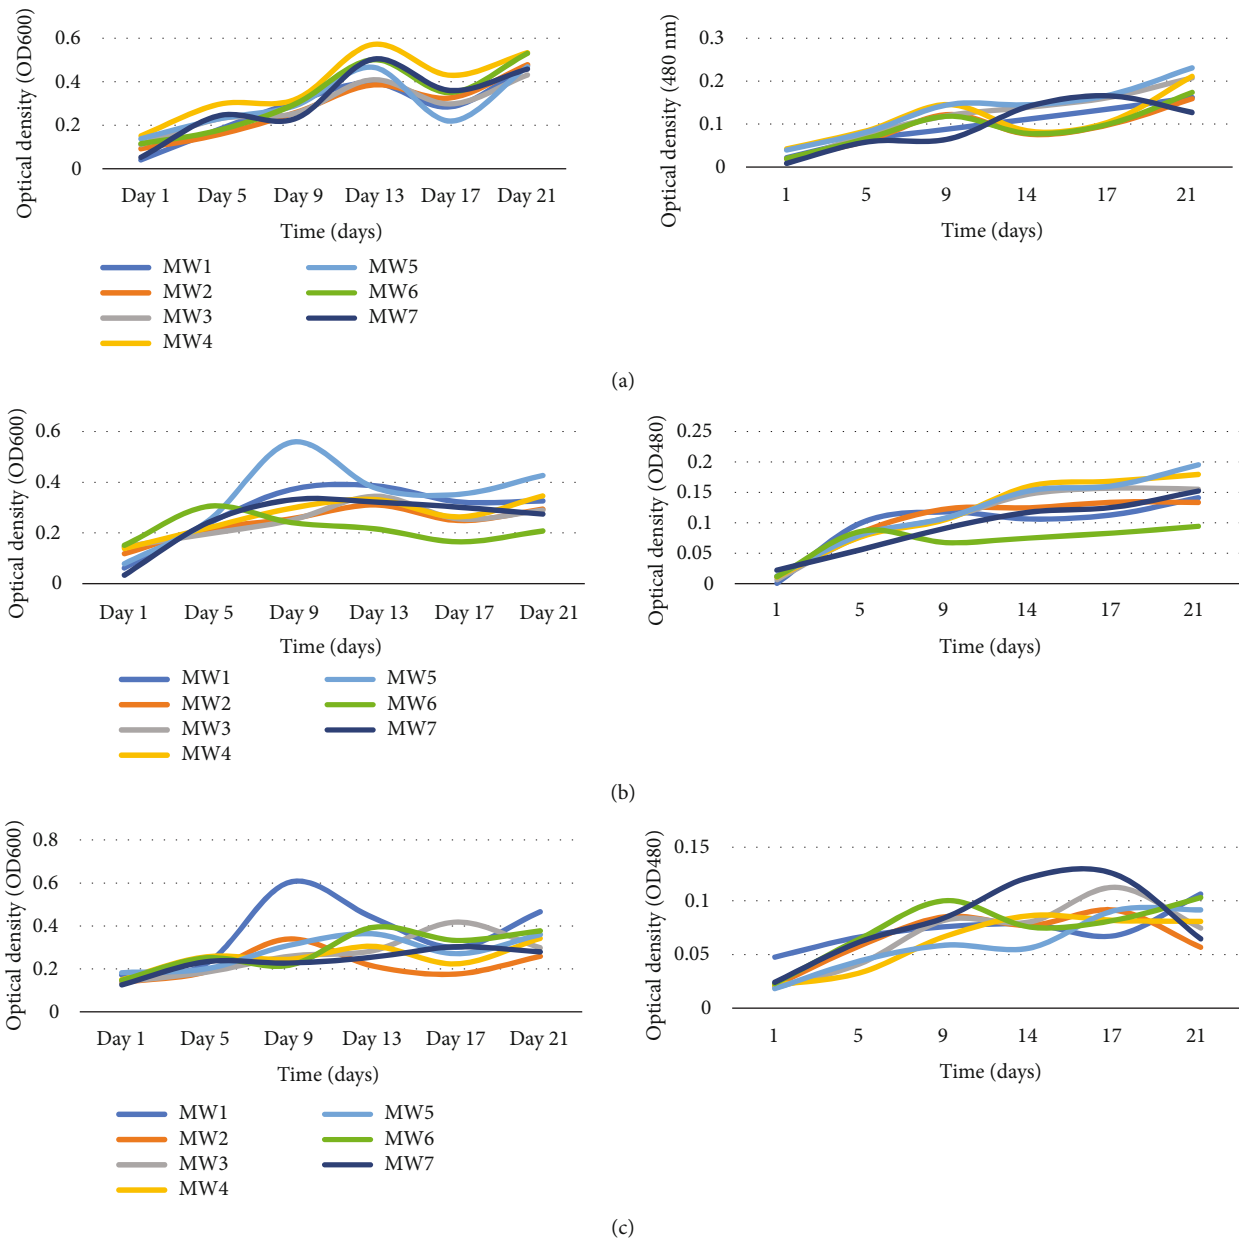 Optical density (OD600)
0.6
0.4
0.2
0
Day 1 Day 5 Day 9 Day 13 Day 17 Day 21
Time (days)
Optical density (480 nm)
0.3
0.2
0.1
0
1 5 9 14 17 21
Time (days)
MW1 MW5
MW2 MW6
MW3 MW7
MW4
(a)
Optical density (OD600)
0.6
0.4
0.2
0
Day 1 Day 5 Day 9 Day 13 Day 17 Day 21
Time (days)
Optical density (OD480)
0.25
0.2
0.15
0.1
0.05
0
1 5 9 14 17 21
Time (days)
MW1 MW5
MW2 MW6
MW3 MW7
MW4
(b)
Optical density (OD600)
0.8
0.6
0.4
0.2
0
Day 1 Day 5 Day 9 Day 13 Day 17 Day 21
Time (days)
Optical density (OD480)
0.15
0.1
0.05
0
1 5 9 14 17 21
Time (days)
MW1 MW5
MW2 MW6
MW3 MW7
MW4
(c)